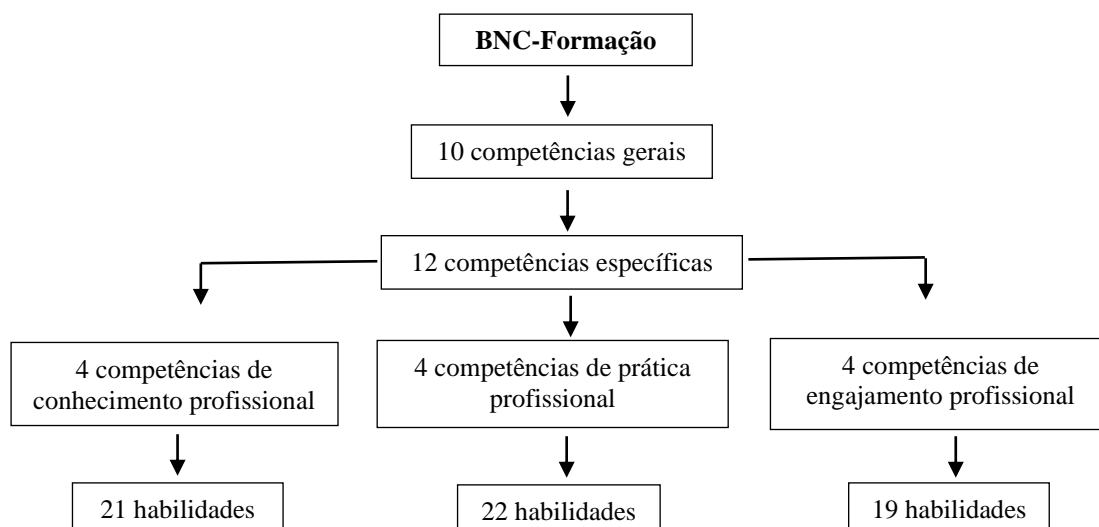 BNC-Formação
10 competências gerais
12 competências específicas
4 competências de
conhecimento profissional
4 competências de prática
profissional
4 competências de
engajamento profissional
21 habilidades
22 habilidades
19 habilidades